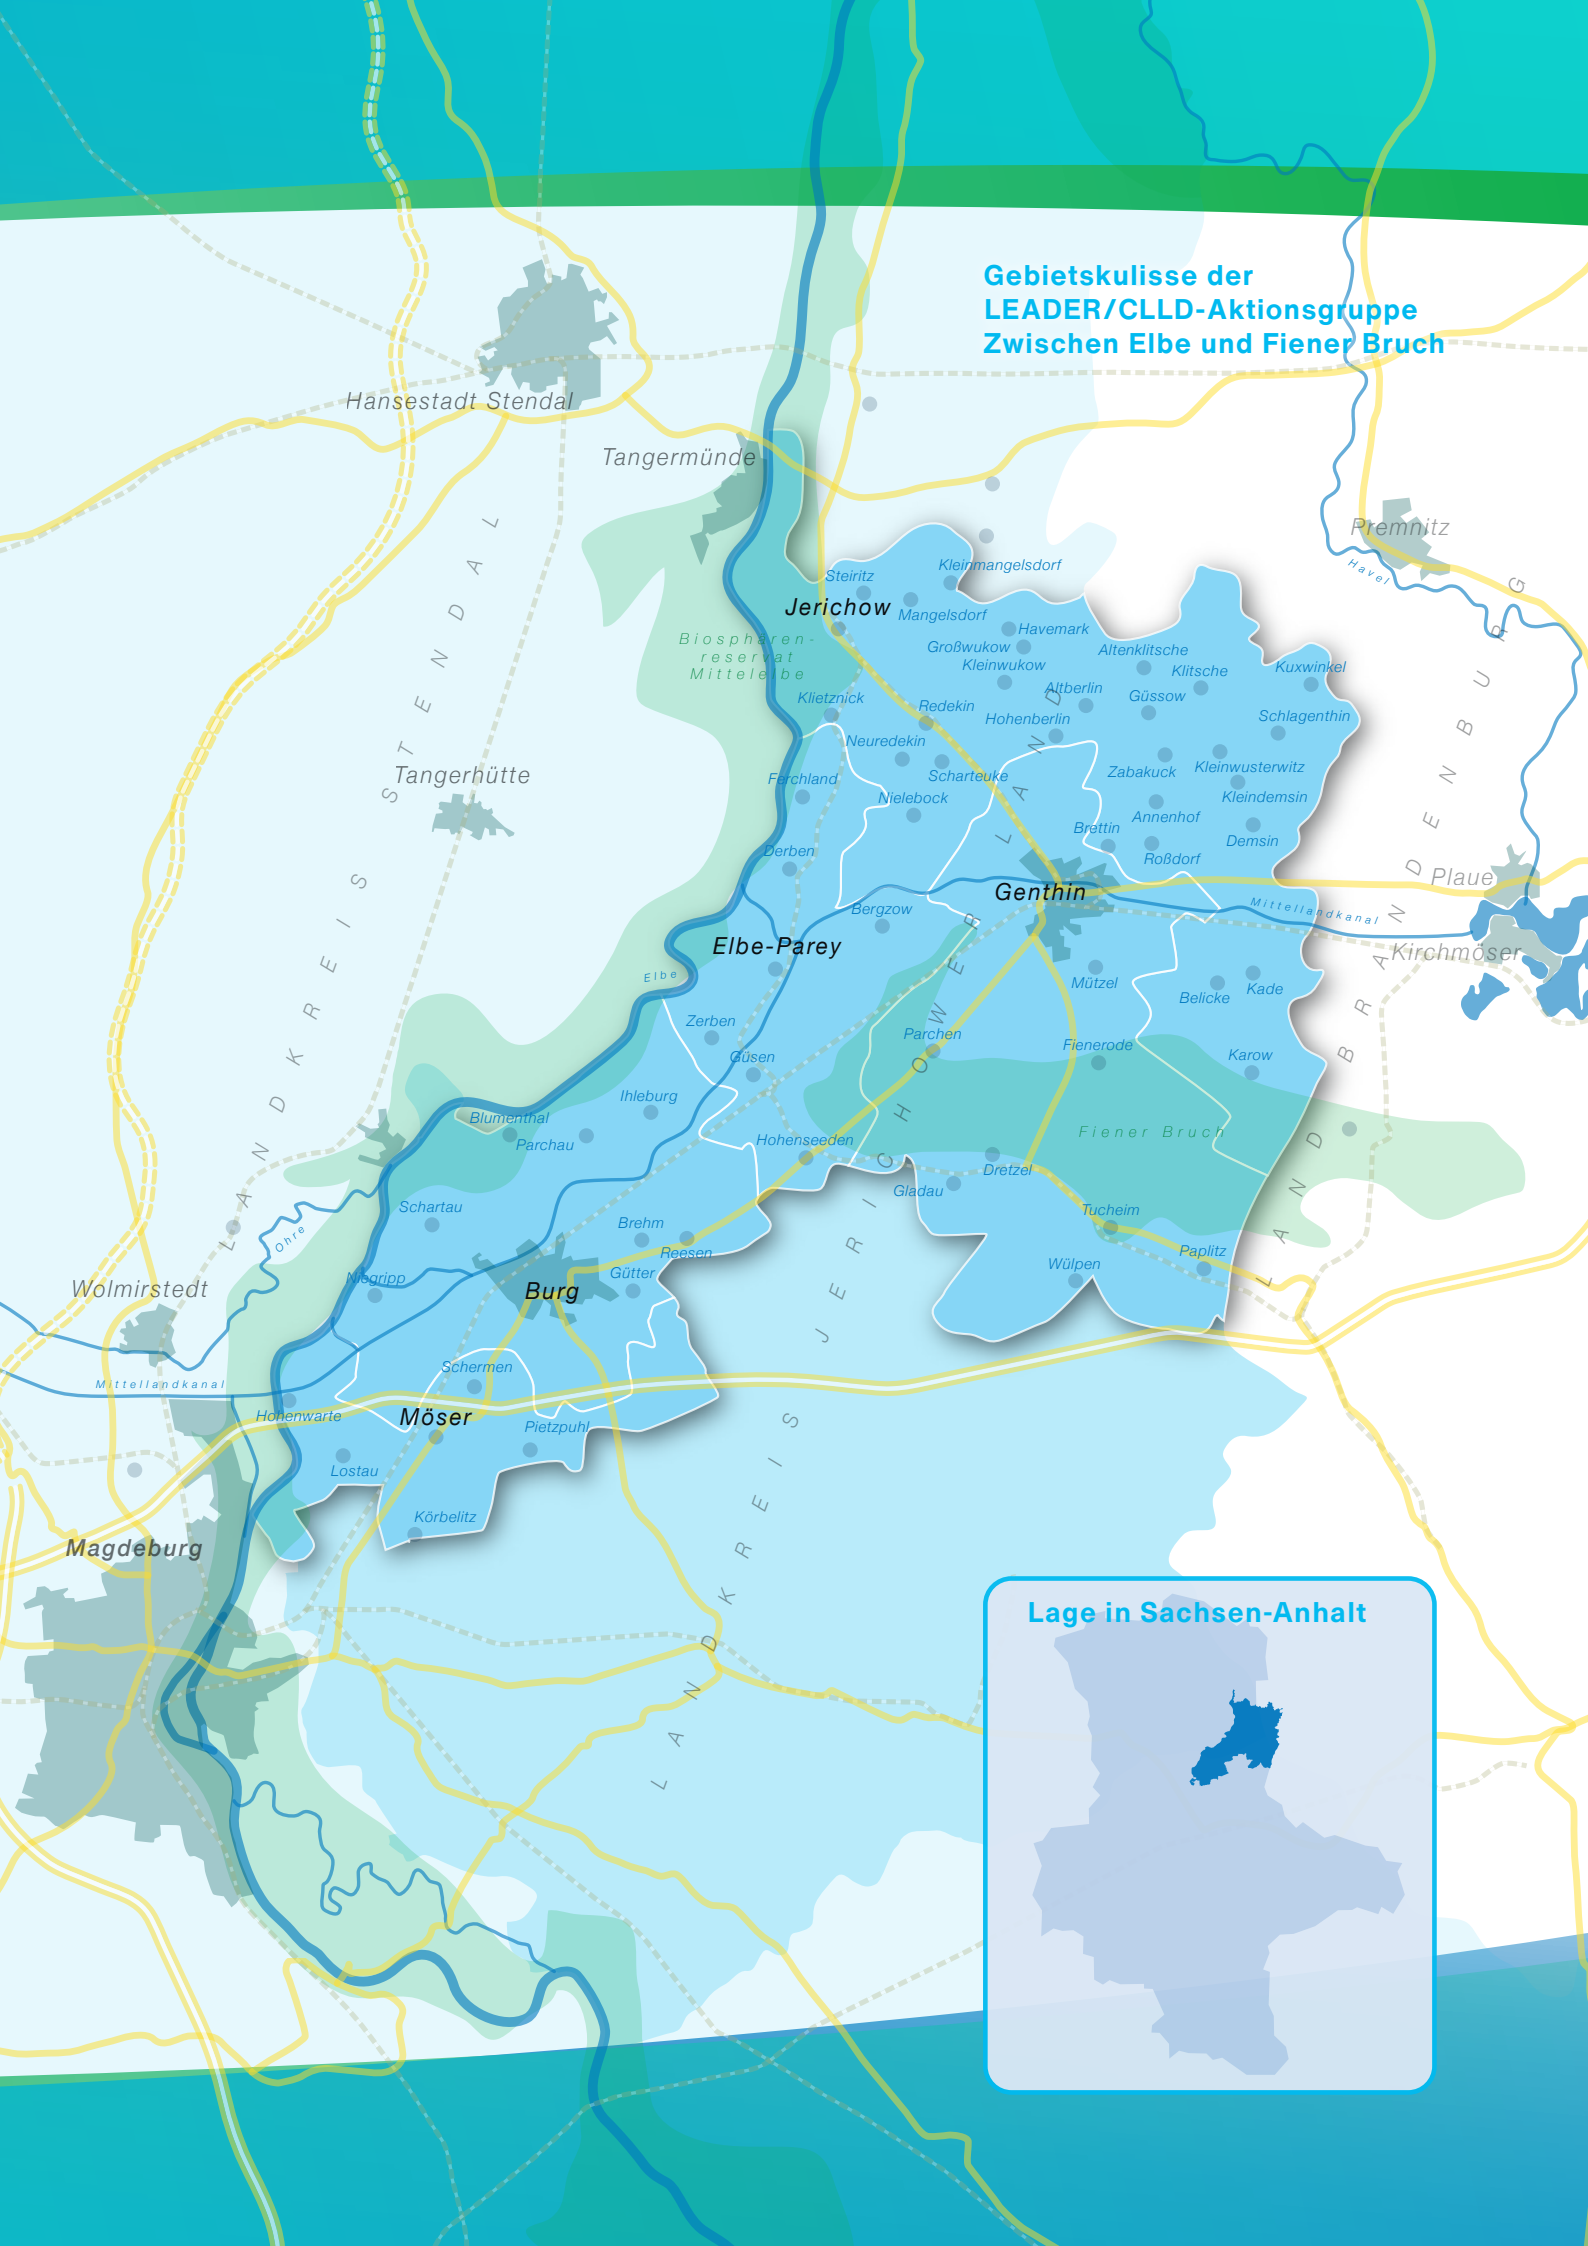 Gebietskulisse der
LEADER/CLLD-Aktionsgruppe
Zwischen Elbe und Fiener Bruch
Hansestadt Stendal
Tangermünde
Premnitz
Havel
Steiritz
Kleinmangelsdorf
Jerichow
Mangelsdorf
Havemark
Biosphären-
reservat
Mittelelbe
Großwukow
Kleinwukow
Altenklitsche
Klitsche
Kuxwinkel
Altberlin
Güssow
Klietznick
Redekin
Hohenberlin
Schlagenthin
Neuredekin
Scharteuke
Zabakuck
Kleinwusterwitz
Tangerhütte
Ferchland
Nielebock
Kleindemsin
Annenhof
Brettin
Demsin
Derben
Roßdorf
Plaue
Genthin
Bergzow
Mittellandkanal
Elbe-Parey
Kirchmöser
Elbe
Mützel
Belicke
Kade
Zerben
Parchen
Güsen
Fienerode
Karow
Ihleburg
Blumenthal
Parchau
Hohenseeden
Fiener Bruch
Dretzel
Gladau
Schartau
Tucheim
Brehm
Reesen
Ohre
Paplitz
Wülpen
Niegripp
Gütter
Wolmirstedt
Burg
Schermen
Mittellandkanal
Hohenwarte
Möser
Pietzpuhl
Lostau
Körbelitz
Magdeburg
LANDKREIS STENDAL
LAND BRANDENBURG
LANDKREIS JERICHOWER LAND
Lage in Sachsen-Anhalt